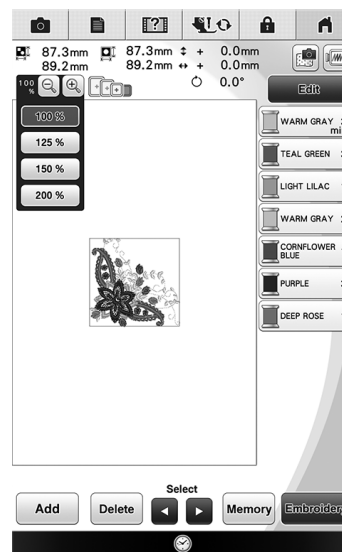 87.3mm 87.3mm + 0.0mm
89.2mm 89.2mm + 0.0mm
100 % 0.0° Edit
100 %
125 %
150 %
200 %
WARM GRAY
mi
TEAL GREEN
LIGHT LILAC
WARM GRAY
CORNFLOWER
BLUE
PURPLE
DEEP ROSE
Select
Add Delete Memory Embroider